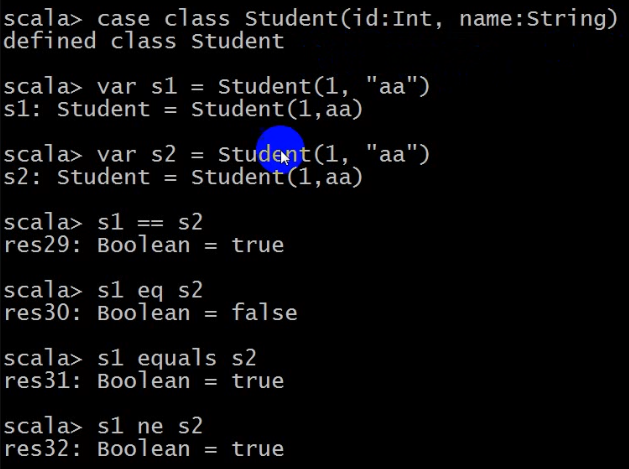 scala> case class Student(id:Int, name:String)
defined class Student
scala> var s1 = Student(1, "aa")
s1: Student = Student(1,aa)
scala> var s2 = Student(1, "aa")
s2: Student = Student(1,aa)
scala> s1 == s2
res29: Boolean = true
scala> s1 eq s2
res30: Boolean = false
scala> s1 equals s2
res31: Boolean = true
scala> s1 ne s2
res32: Boolean = true